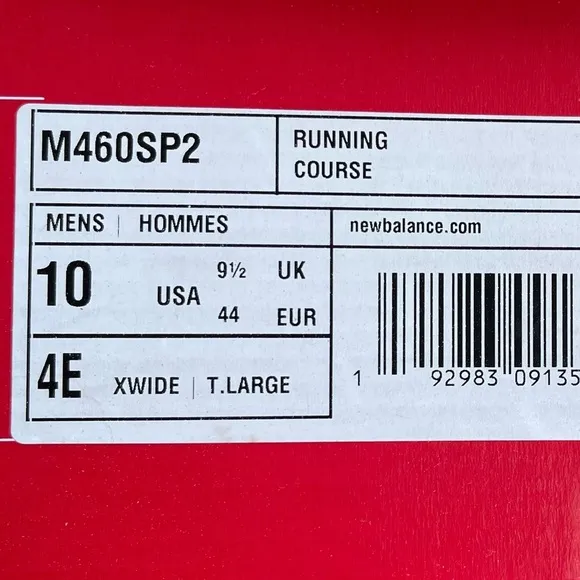 M460SP2
RUNNING
COURSE
MENS | HOMMES
newbalance.com
10 USA 9½ UK
44 EUR
4E XWIDE | T.LARGE
1 92983 09135